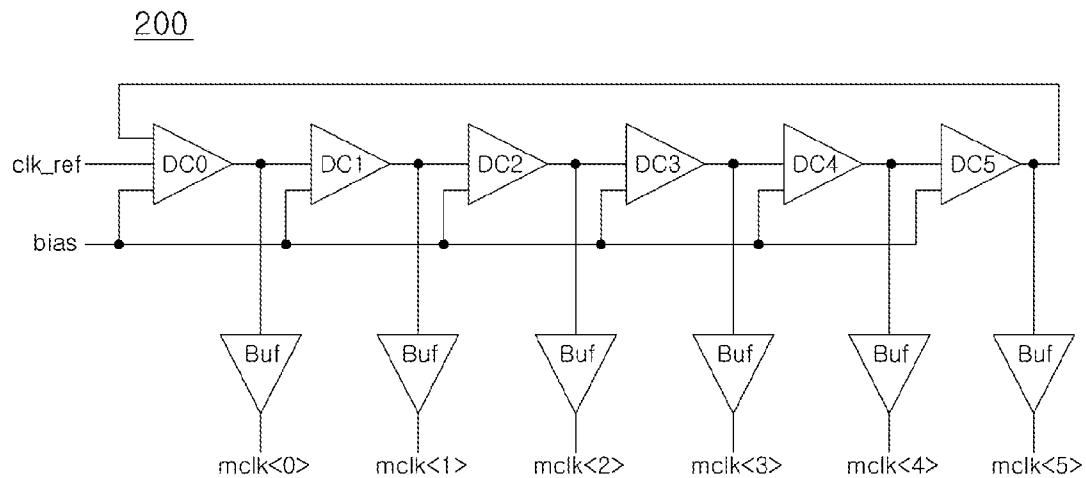 200
clk_ref
DC0
DC1
DC2
DC3
DC4
DC5
bias
Buf
Buf
Buf
Buf
Buf
Buf
mclk<0>
mclk<1>
mclk<2>
mclk<3>
mclk<4>
mclk<5>